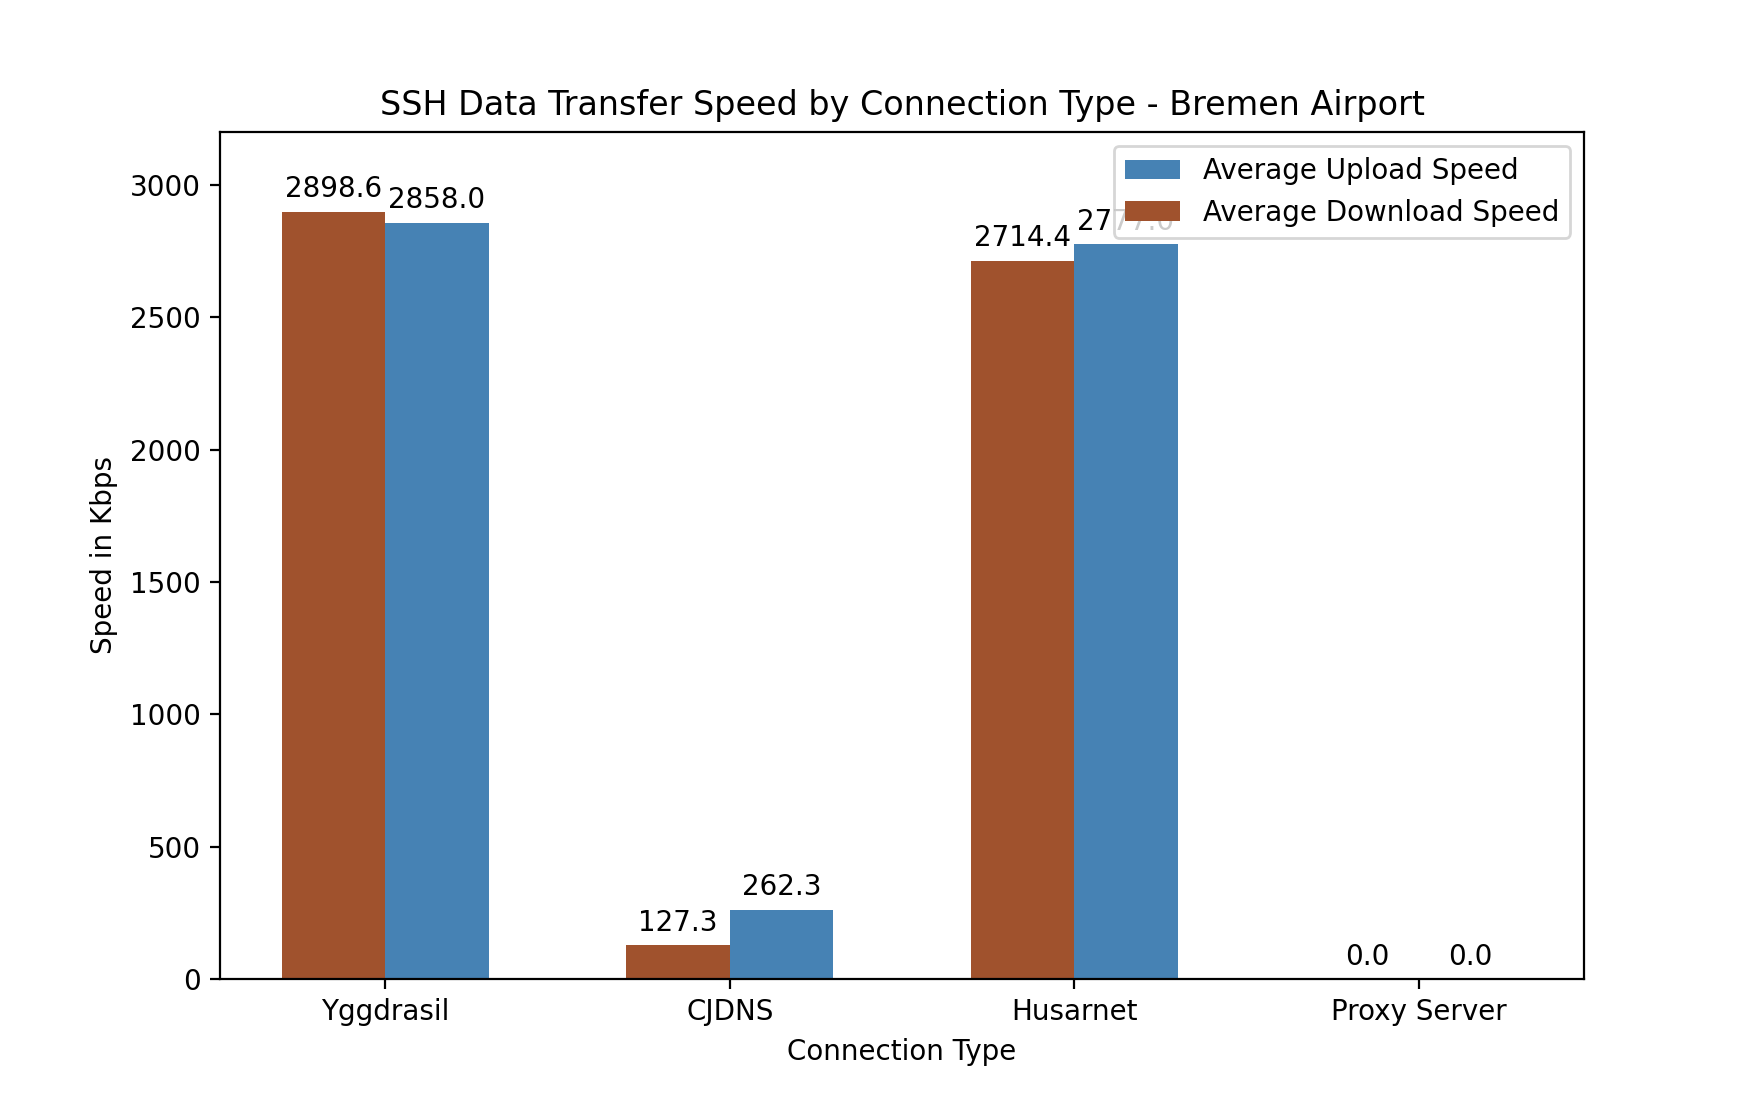 SSH Data Transfer Speed by Connection Type - Bremen Airport
Average Upload Speed
Average Download Speed
3000
2500
2000
1500
1000
500
0
Speed in Kbps
2898.6
2858.0
127.3
262.3
2714.4
2777.0
0.0
0.0
Yggdrasil
CJDNS
Husarnet
Proxy Server
Connection Type